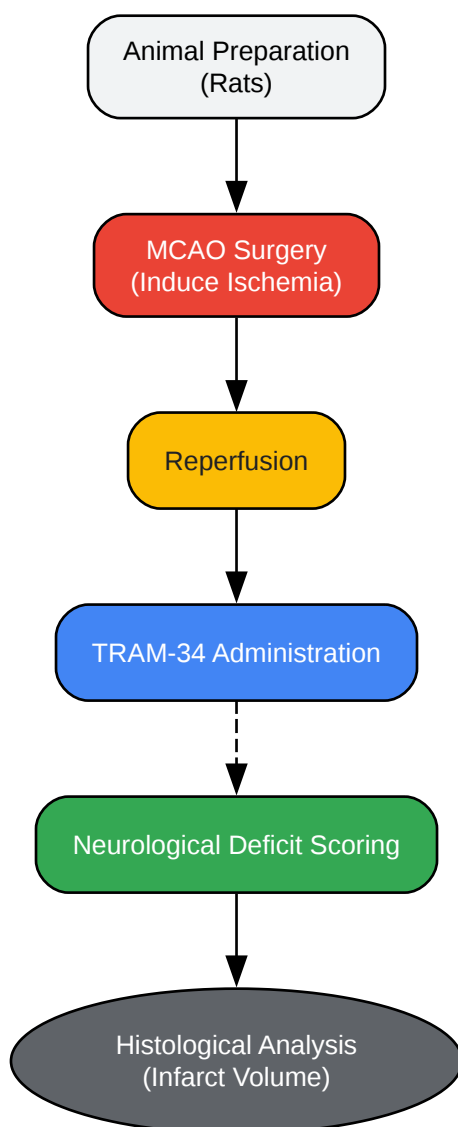 Animal Preparation
(Rats)
MCAO Surgery
(Induce Ischemia)
Reperfusion
TRAM-34 Administration
Neurological Deficit Scoring
Histological Analysis
(Infarct Volume)